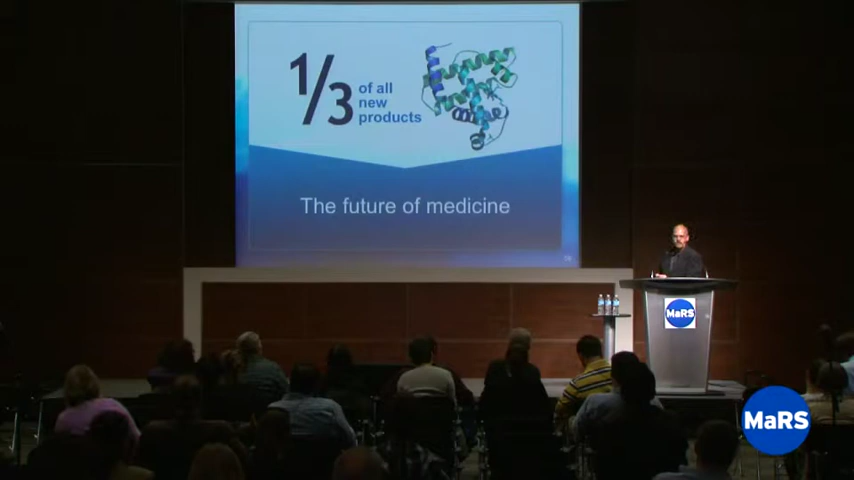 1/3
of all
new
products
The future of medicine
MaRS
MaRS